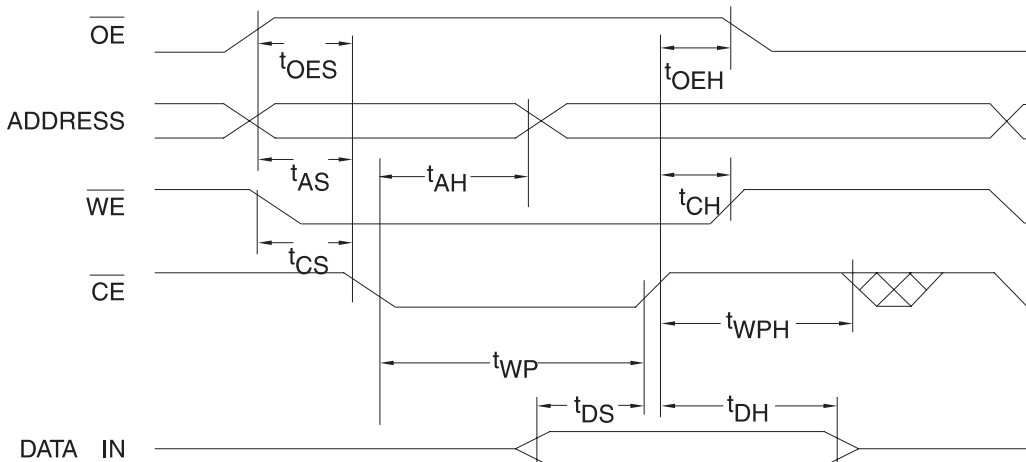 OE
tOES
tOEH
ADDRESS
tAS
tAH
WE
tCH
tCS
CE
tWPH
tWP
tDS
tDH
DATA IN